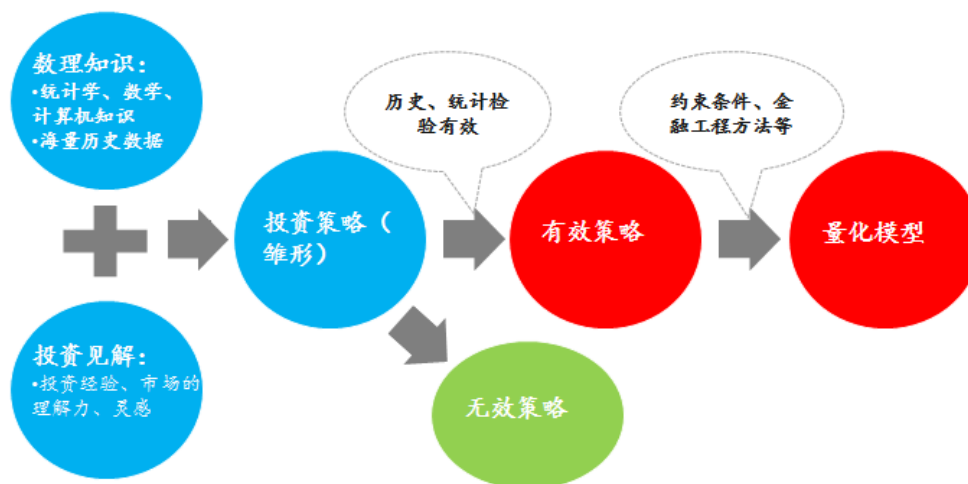 数理知识：
•统计学、数学、
计算机知识
•海量历史数据
历史、统计检
验有效
约束条件、金
融工程方法等
投资策略（
雏形）
有效策略
量化模型
投资见解：
•投资经验、市场的
理解力、灵感
无效策略